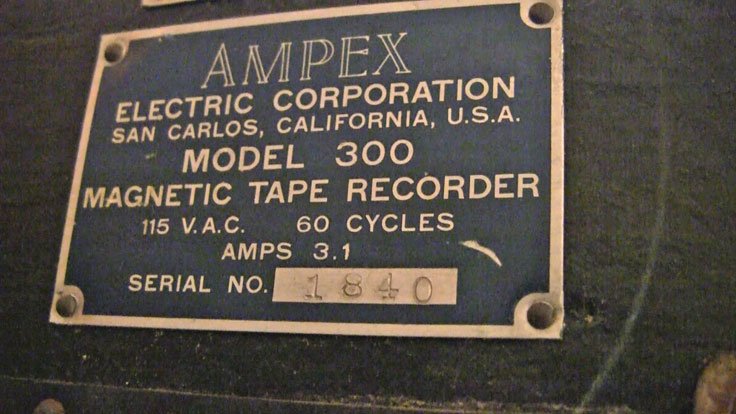 AMPEX
ELECTRIC CORPORATION
SAN CARLOS, CALIFORNIA, U.S.A.
MODEL 300
MAGNETIC TAPE RECORDER
115 V.A.C. 60 CYCLES
AMPS 3.1
SERIAL NO. 1840